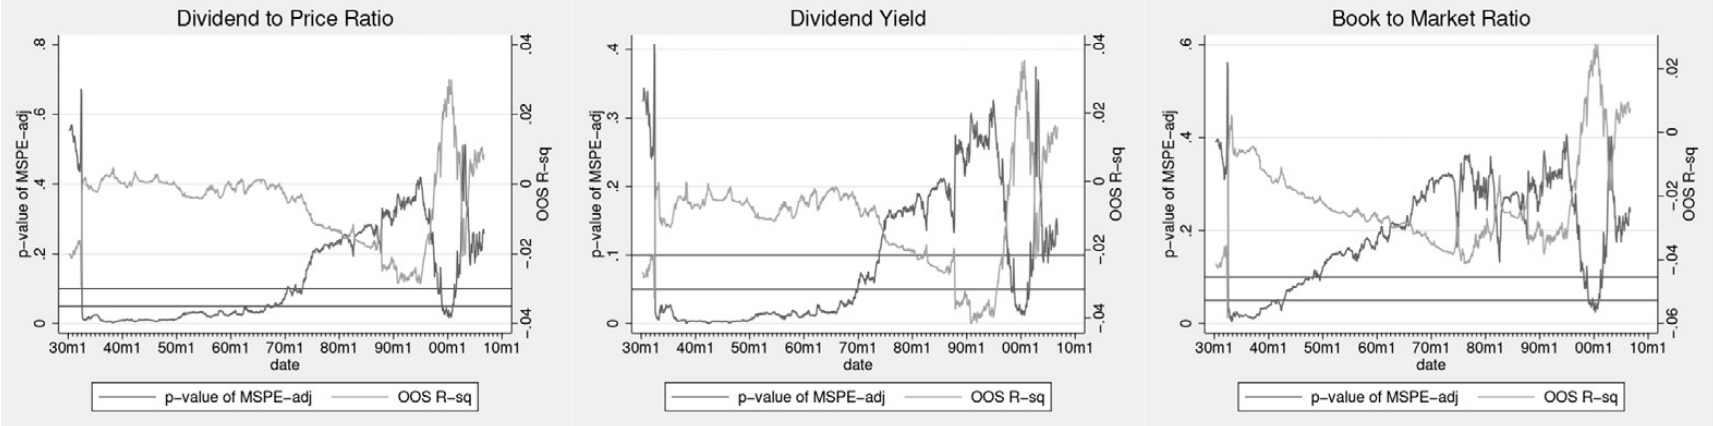 Dividend to Price Ratio
p-value of MSPE-adj
.8
.6
.4
.2
0
.04
.02
0
-.02
-.04
OOS R-sq
30m1 40m1 50m1 60m1 70m1 80m1 90m1 00m1 10m1
date
p-value of MSPE-adj OOS R-sq
Dividend Yield
p-value of MSPE-adj
.4
.3
.2
.1
0
.04
.02
0
-.02
-.04
OOS R-sq
30m1 40m1 50m1 60m1 70m1 80m1 90m1 00m1 10m1
date
p-value of MSPE-adj OOS R-sq
Book to Market Ratio
p-value of MSPE-adj
.6
.4
.2
0
.02
0
-.02
-.04
-.06
OOS R-sq
30m1 40m1 50m1 60m1 70m1 80m1 90m1 00m1 10m1
date
p-value of MSPE-adj OOS R-sq